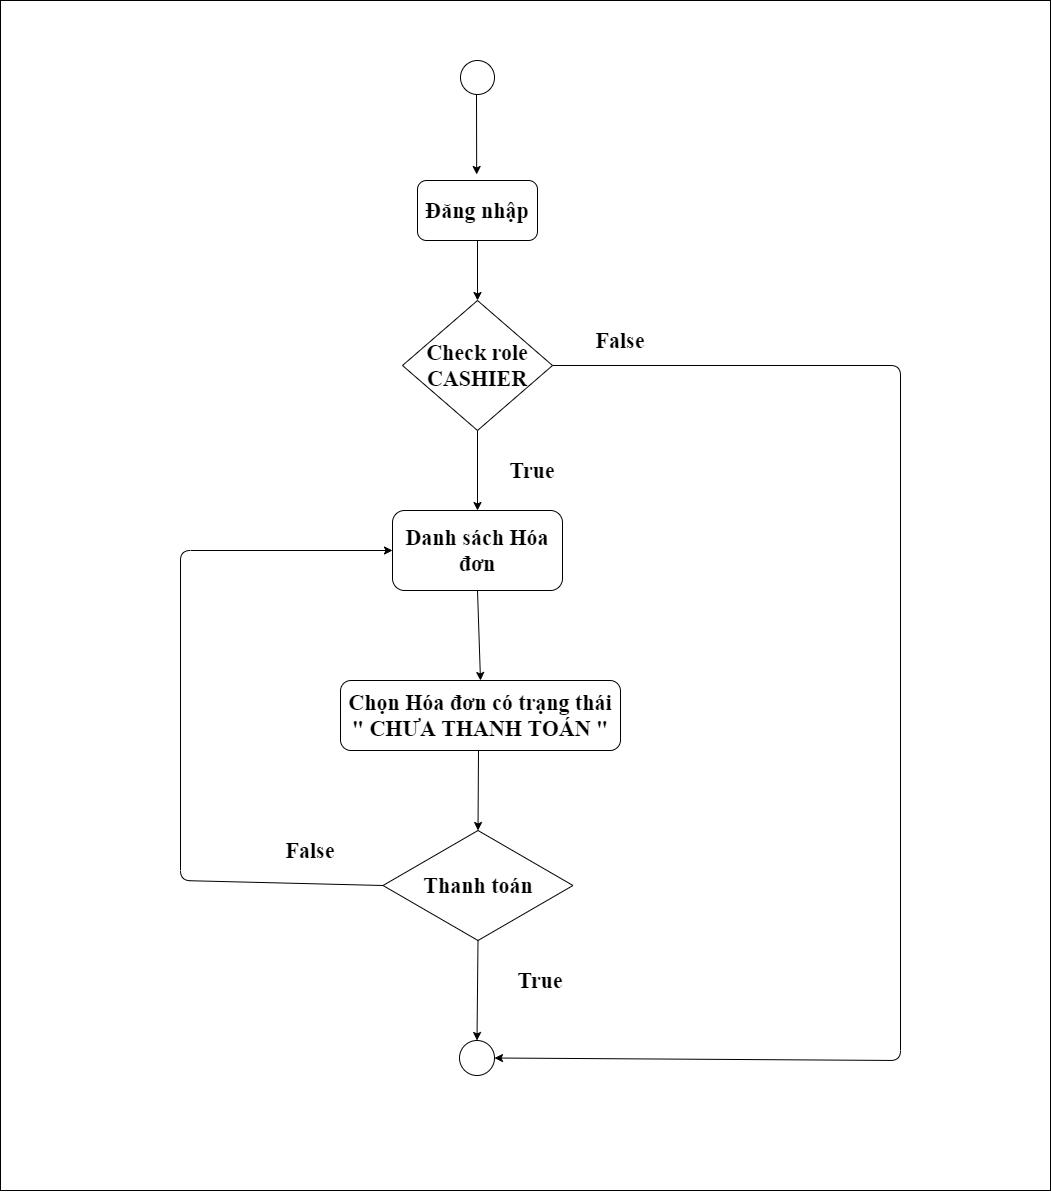 Đăng nhập
Check role
CASHIER
False
True
Danh sách Hóa
đơn
Chọn Hóa đơn có trạng thái
" CHƯA THANH TOÁN "
False
Thanh toán
True